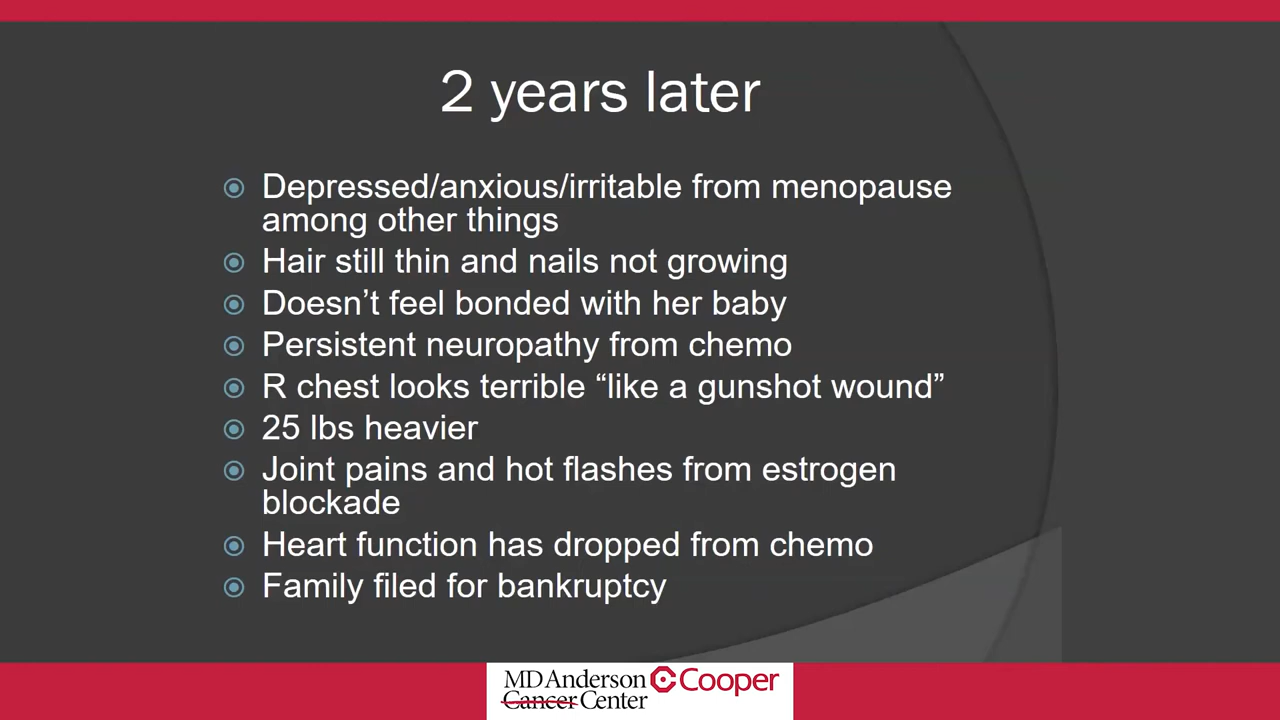 2 years later
Depressed/anxious/irritable from menopause
among other things
Hair still thin and nails not growing
Doesn’t feel bonded with her baby
Persistent neuropathy from chemo
R chest looks terrible “like a gunshot wound”
25 lbs heavier
Joint pains and hot flashes from estrogen
blockade
Heart function has dropped from chemo
Family filed for bankruptcy
MD Anderson Cooper
Cancer Center